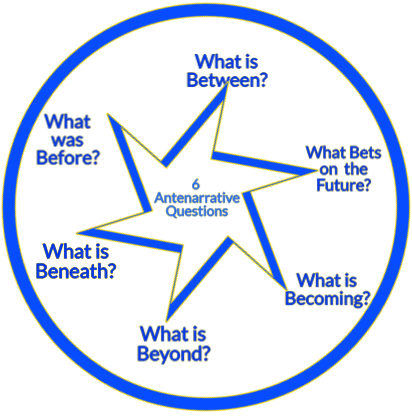 What is
Between?
What Bets
on the
Future?
What is
Becoming?
What is
Beyond?
What is
Beneath?
What
was
Before?
6
Antenarrative
Questions